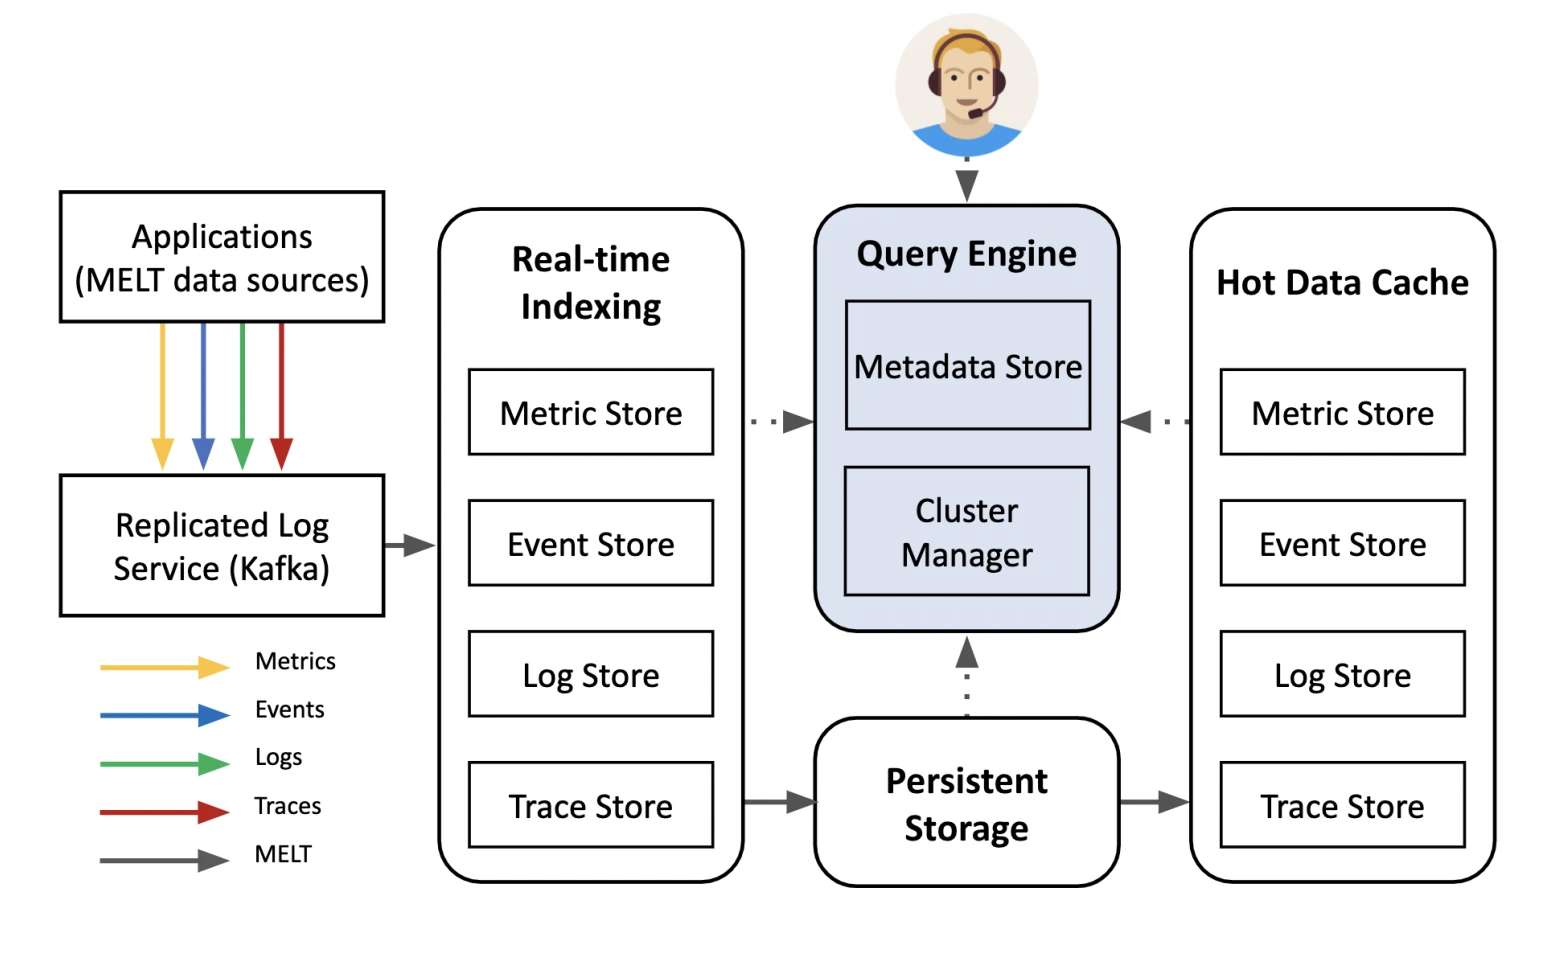 Applications
(MELT data sources)
Replicated Log
Service (Kafka)
Metrics
Events
Logs
Traces
MELT
Real-time
Indexing
Metric Store
Event Store
Log Store
Trace Store
Query Engine
Metadata Store
Cluster
Manager
Persistent
Storage
Hot Data Cache
Metric Store
Event Store
Log Store
Trace Store